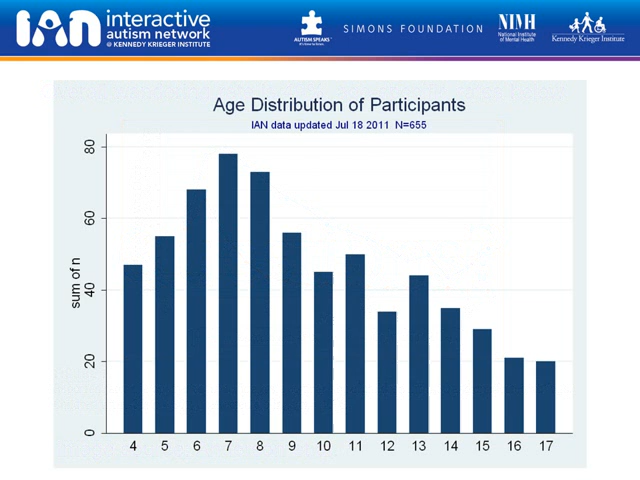 IAN interactive
autism network
@ KENNEDY KRIEGER INSTITUTE
AUTISM SPEAKS
SIMONS FOUNDATION
NIMH
National Institute
of Mental Health
Kennedy Krieger Institute
Age Distribution of Participants
IAN data updated Jul 18 2011 N=655
sum of n
80
60
40
20
0
4 5 6 7 8 9 10 11 12 13 14 15 16 17